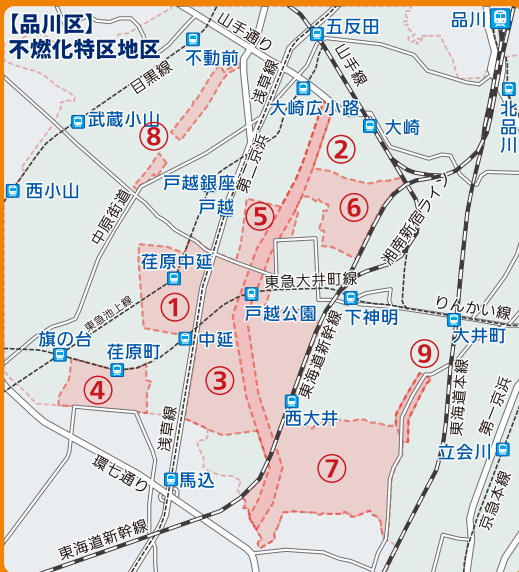 【品川区】
不燃化特区地区
山手通り
五反田
品川
不動前
山手線
目黒線
浅草線
大崎広小路
北品川
武蔵小山
⑧
第一京浜
②
大崎
西小山
戸越銀座
戸越
中原街道
⑤
⑥
湘南新宿ライン
荏原中延
東急大井町線
①
戸越公園
下神明
りんかい線
東急池上線
大井町
旗の台
荏原町
中延
東海道新幹線
⑨
④
③
東海道本線
第一京浜
浅草線
西大井
立会川
環七通り
馬込
⑦
京急本線
東海道新幹線